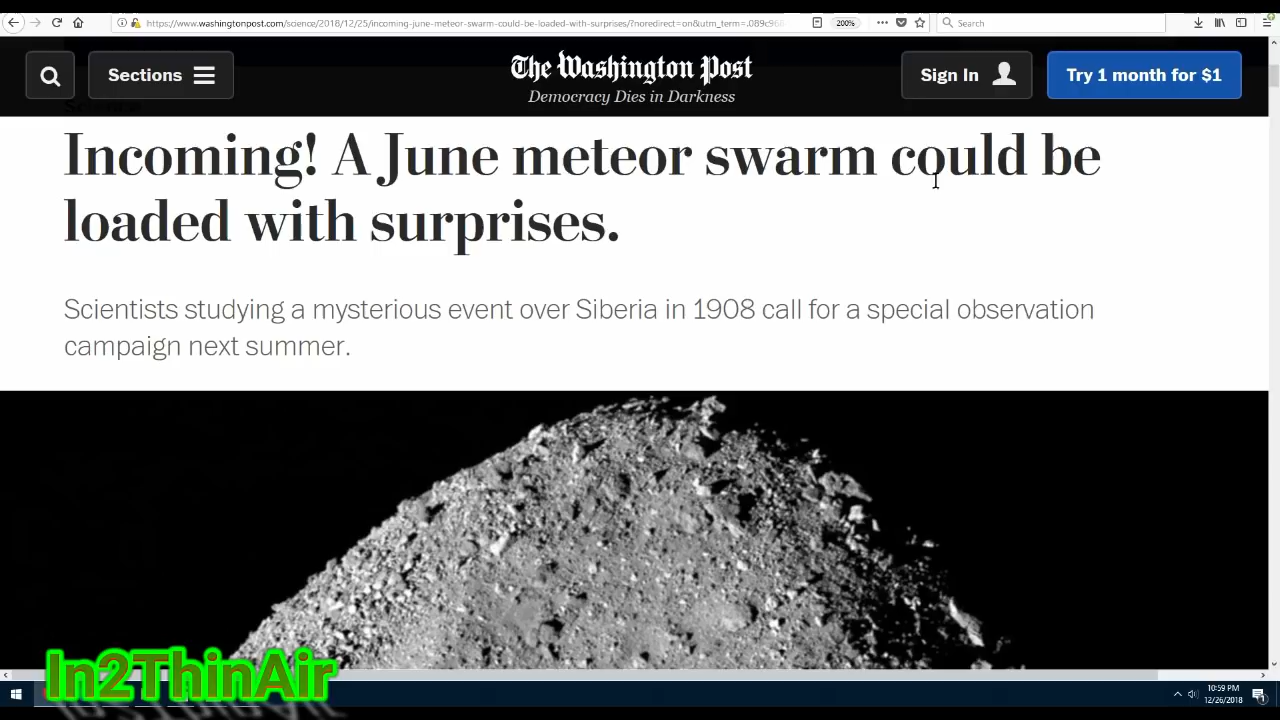 https://www.washingtonpost.com/science/2018/12/25/incoming-june-meteor-swarm-could-be-loaded-with-surprises/?noredirect=on&utm_term=.089c968
200%
Search
Sections
The Washington Post
Democracy Dies in Darkness
Sign In
Try 1 month for $1
Science
Incoming! A June meteor swarm could be
loaded with surprises.
Scientists studying a mysterious event over Siberia in 1908 call for a special observation
campaign next summer.
In2ThinAir
10:59 PM
12/26/2018